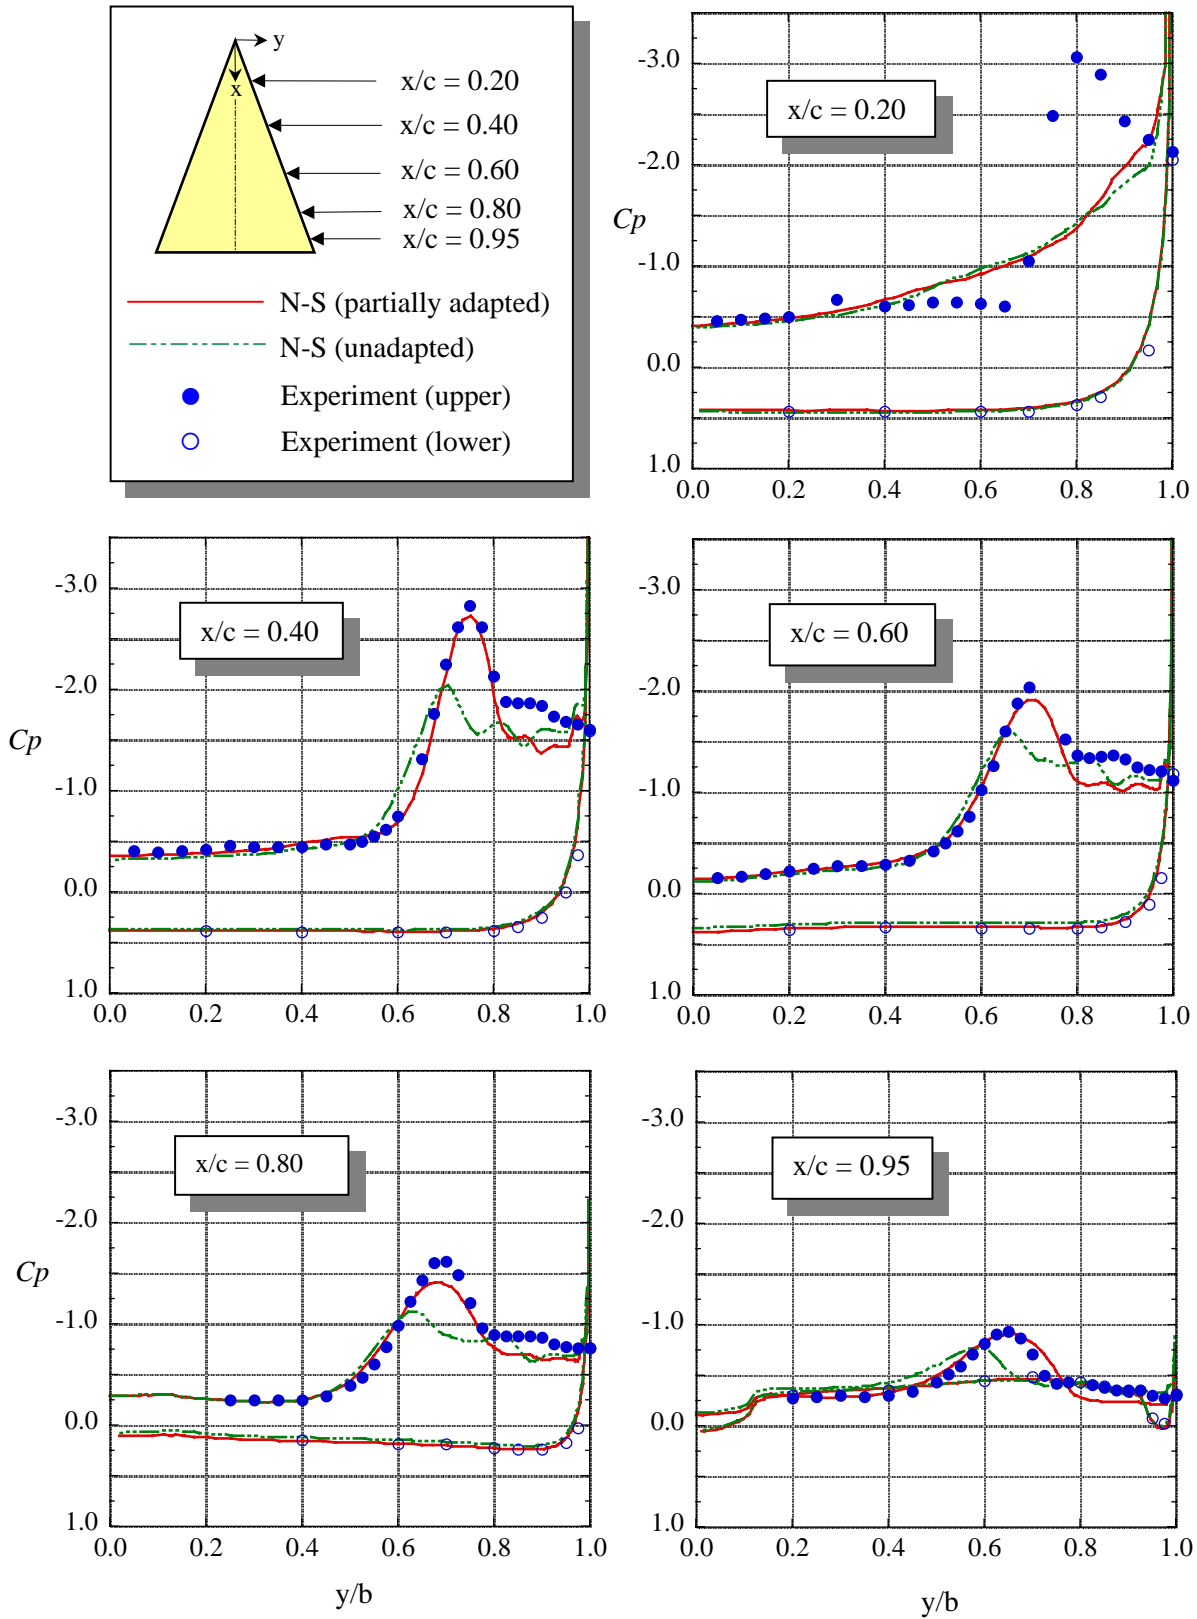 y
x
x/c = 0.20
x/c = 0.40
x/c = 0.60
x/c = 0.80
x/c = 0.95
N-S (partially adapted)
N-S (unadapted)
Experiment (upper)
Experiment (lower)
x/c = 0.20
Cp
-3.0
-2.0
-1.0
0.0
1.0
0.0 0.2 0.4 0.6 0.8 1.0
x/c = 0.40
Cp
-3.0
-2.0
-1.0
0.0
1.0
0.0 0.2 0.4 0.6 0.8 1.0
x/c = 0.60
-3.0
-2.0
-1.0
0.0
1.0
0.0 0.2 0.4 0.6 0.8 1.0
x/c = 0.80
Cp
-3.0
-2.0
-1.0
0.0
1.0
0.0 0.2 0.4 0.6 0.8 1.0
y/b
x/c = 0.95
-3.0
-2.0
-1.0
0.0
1.0
0.0 0.2 0.4 0.6 0.8 1.0
y/b